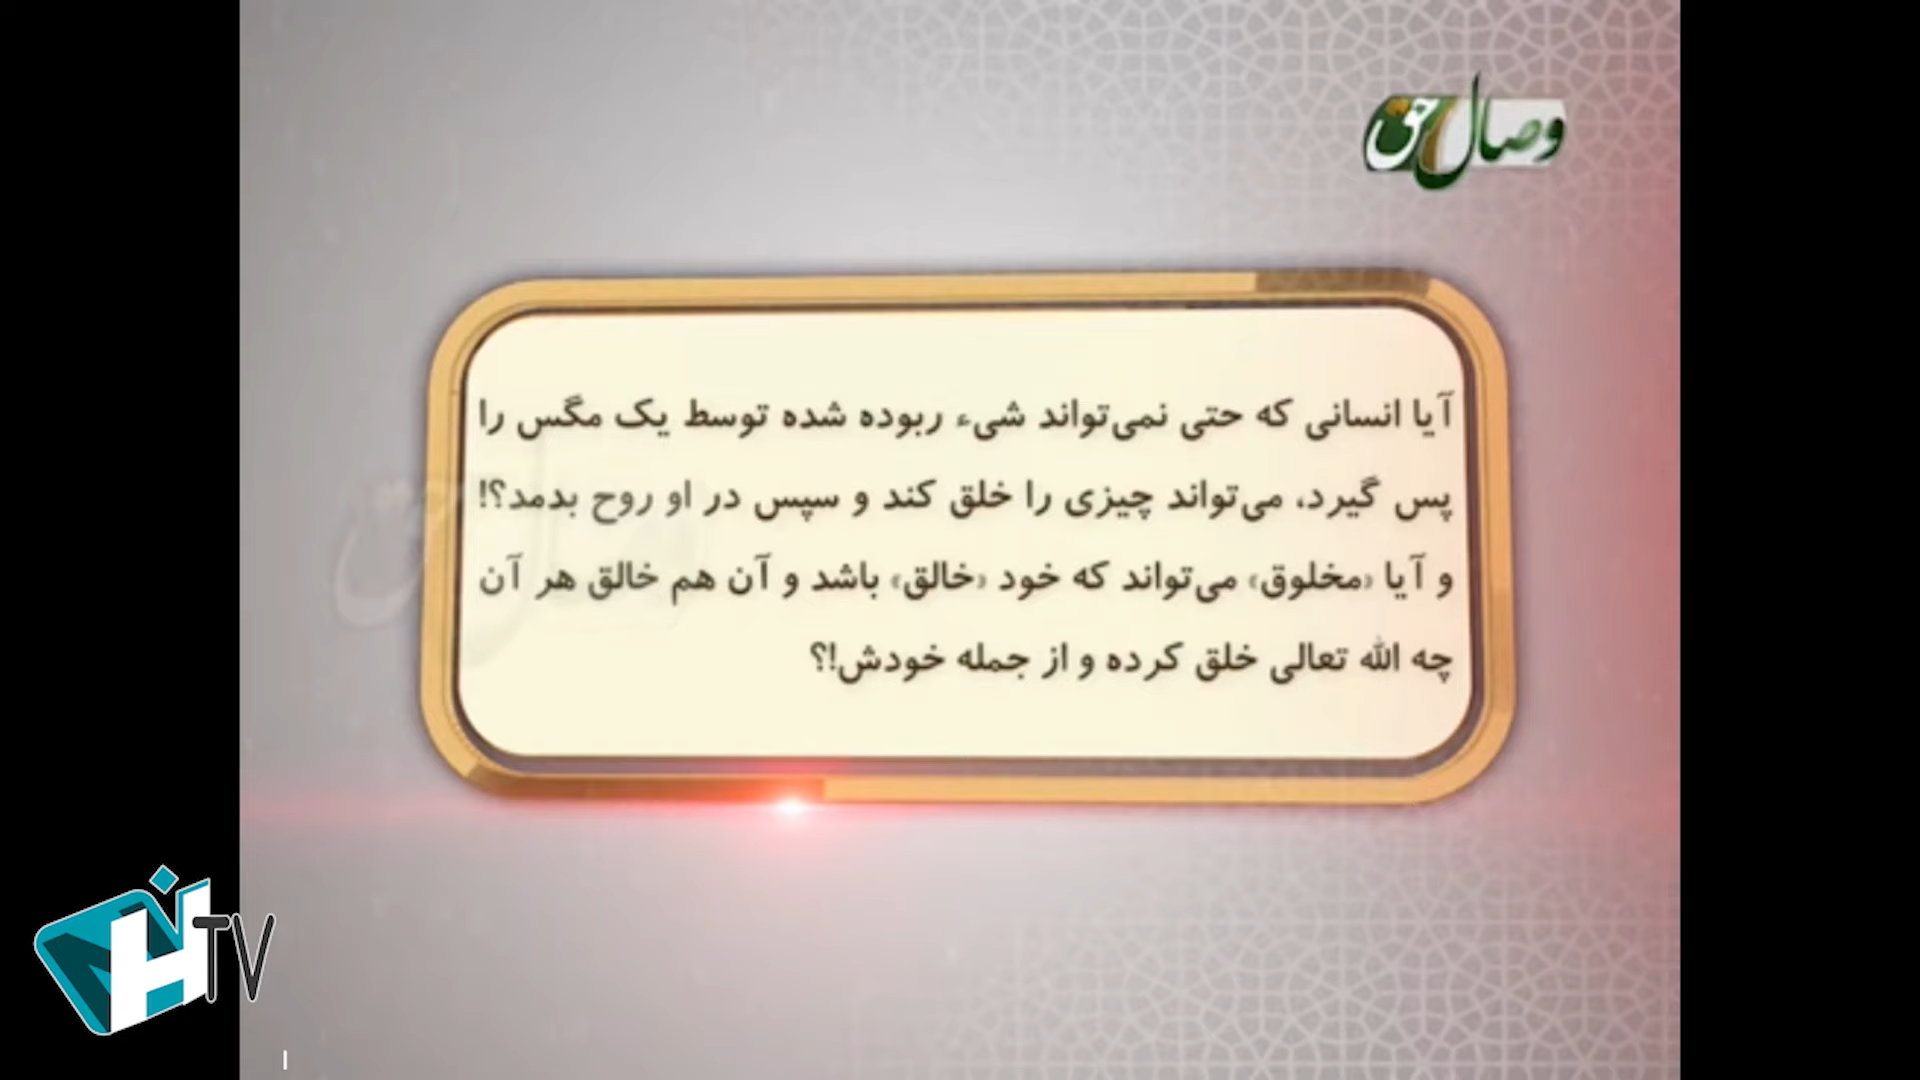 وصال حق
آیا انسانی که حتی نمی‌تواند شیء ربوده شده توسط یک مگس را
پس گیرد، می‌تواند چیزی را خلق کند و سپس در او روح بدمد؟!
و آیا «مخلوق» می‌تواند که خود «خالق» باشد و آن هم خالق هر آن
چه الله تعالی خلق کرده و از جمله خودش!؟
HTV